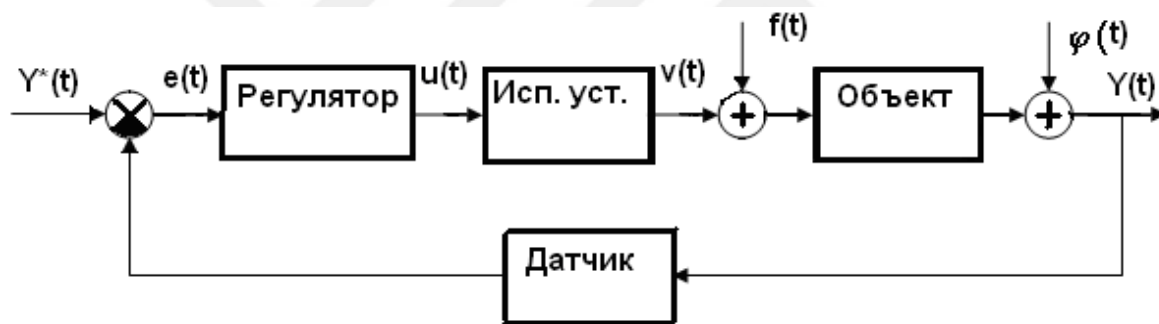 f(t)
φ(t)
Y*(t)
e(t)
Регулятор
u(t)
Исп. уст.
v(t)
+
Объект
+
Y(t)
Датчик